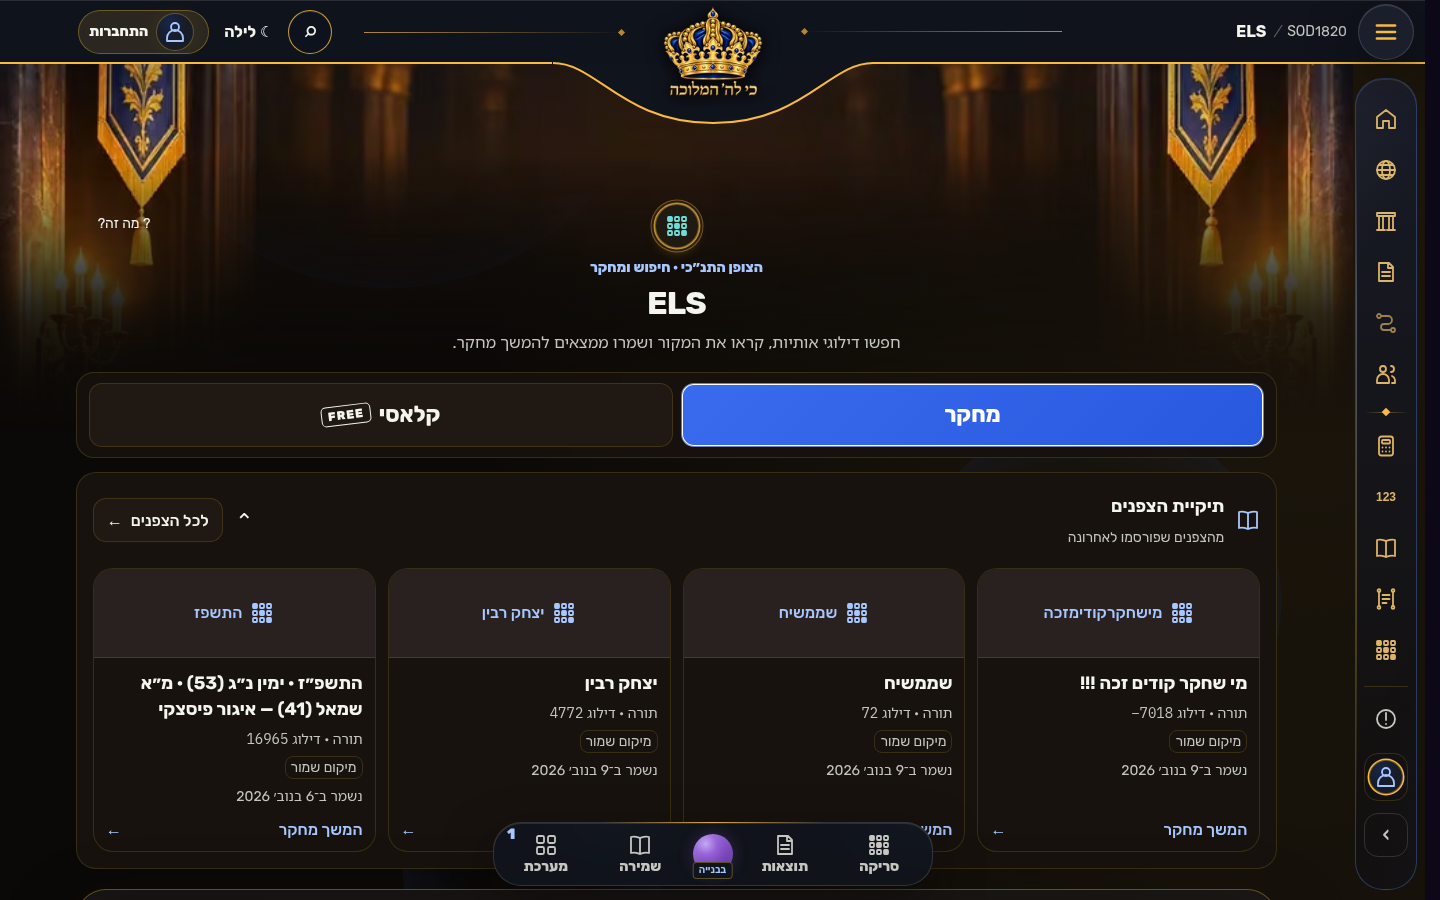 SOD1820 / ELS
כי לה' המלוכה
לילה
התחברות
? מה זה?
הצופן התנ״כי • חיפוש ומחקר
ELS
חפשו דילוגי אותיות, קראו את המקור ושמרו ממצאים להמשך מחקר.
מחקר
קלאסי FREE
תיקיית הצפנים
מהצפנים שפורסמו לאחרונה
לכל הצפנים ←
מישחקרקודימזכה
מי שחקר קודים זכה !!!
תורה • דילוג 7018−
מיקום שמור
נשמר ב־9 בנוב׳ 2026
המשך מחקר ←
שממשיח
שממשיח
תורה • דילוג 72
מיקום שמור
נשמר ב־9 בנוב׳ 2026
המש
יצחק רבין
יצחק רבין
תורה • דילוג 4772
מיקום שמור
נשמר ב־9 בנוב׳ 2026
←
התשפז
התשפ״ז • ימין נ״ג (53) • מ״א
שמאל (41) — איגור פיסצקי
תורה • דילוג 16965
מיקום שמור
נשמר ב־6 בנוב׳ 2026
המשך מחקר ←
123
סריקה
תוצאות
בבנייה
שמירה
מערכת
1